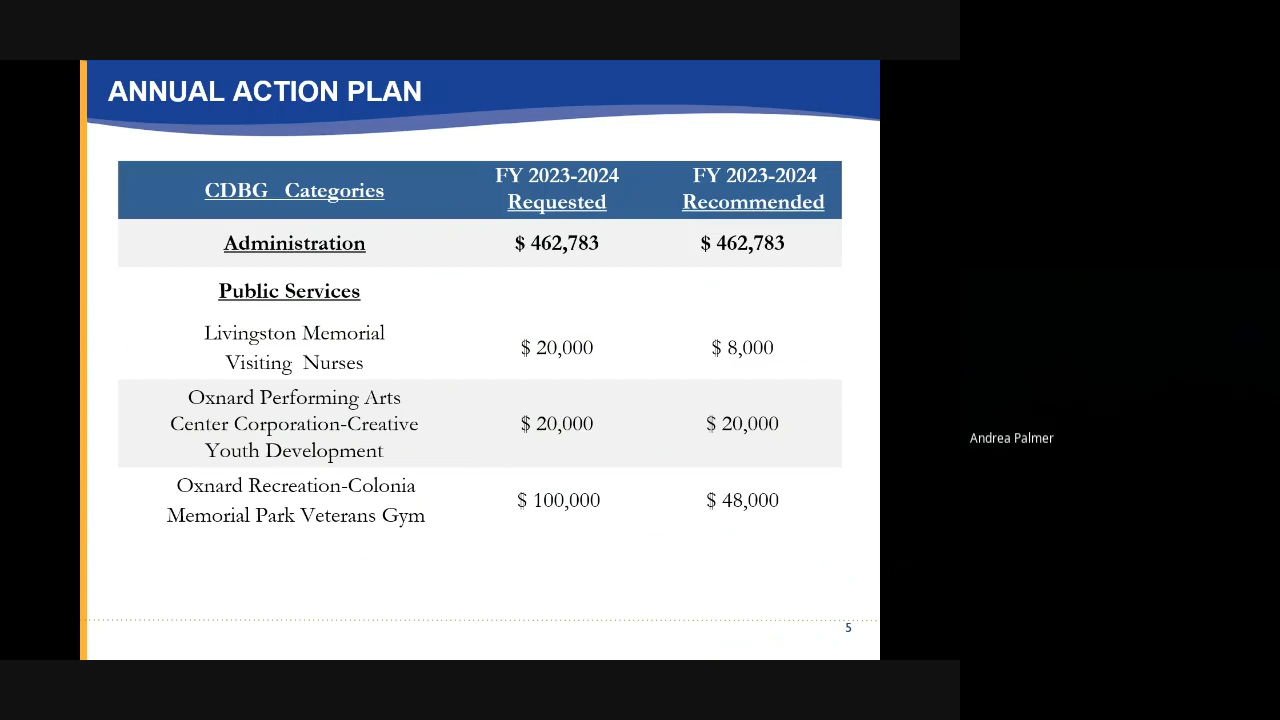 ANNUAL ACTION PLAN
CDBG Categories
FY 2023-2024
Requested
FY 2023-2024
Recommended
Administration
$ 462,783
$ 462,783
Public Services
Livingston Memorial
Visiting Nurses
$ 20,000
$ 8,000
Oxnard Performing Arts
Center Corporation-Creative
Youth Development
$ 20,000
$ 20,000
Oxnard Recreation-Colonia
Memorial Park Veterans Gym
$ 100,000
$ 48,000
5
Andrea Palmer